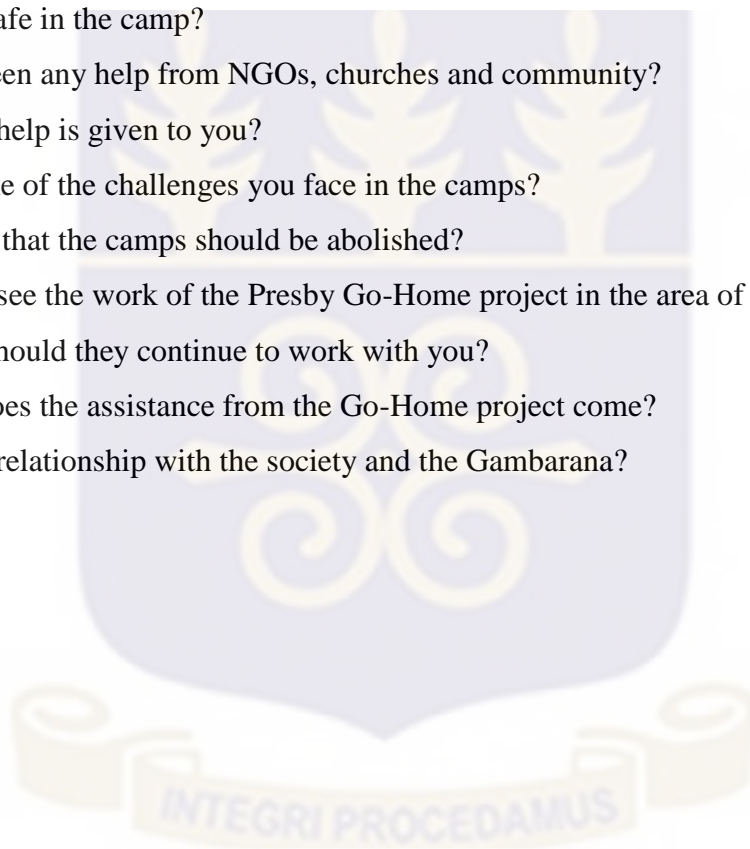 afe in the camp?
een any help from NGOs, churches and community?
help is given to you?
e of the challenges you face in the camps?
that the camps should be abolished?
see the work of the Presby Go-Home project in the area of
hould they continue to work with you?
oes the assistance from the Go-Home project come?
relationship with the society and the Gambarana?
INTEGRI PROCEDAMUS